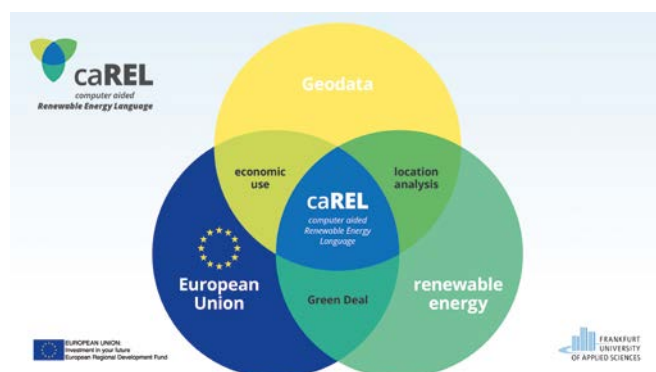 caREL
computer aided
Renewable Energy Language
Geodata
economic
use
location
analysis
caREL
computer aided
Renewable Energy
Language
European
Union
Green Deal
renewable
energy
EUROPEAN UNION:
Investment in your future
European Regional Development Fund
FRANKFURT
UNIVERSITY
OF APPLIED SCIENCES